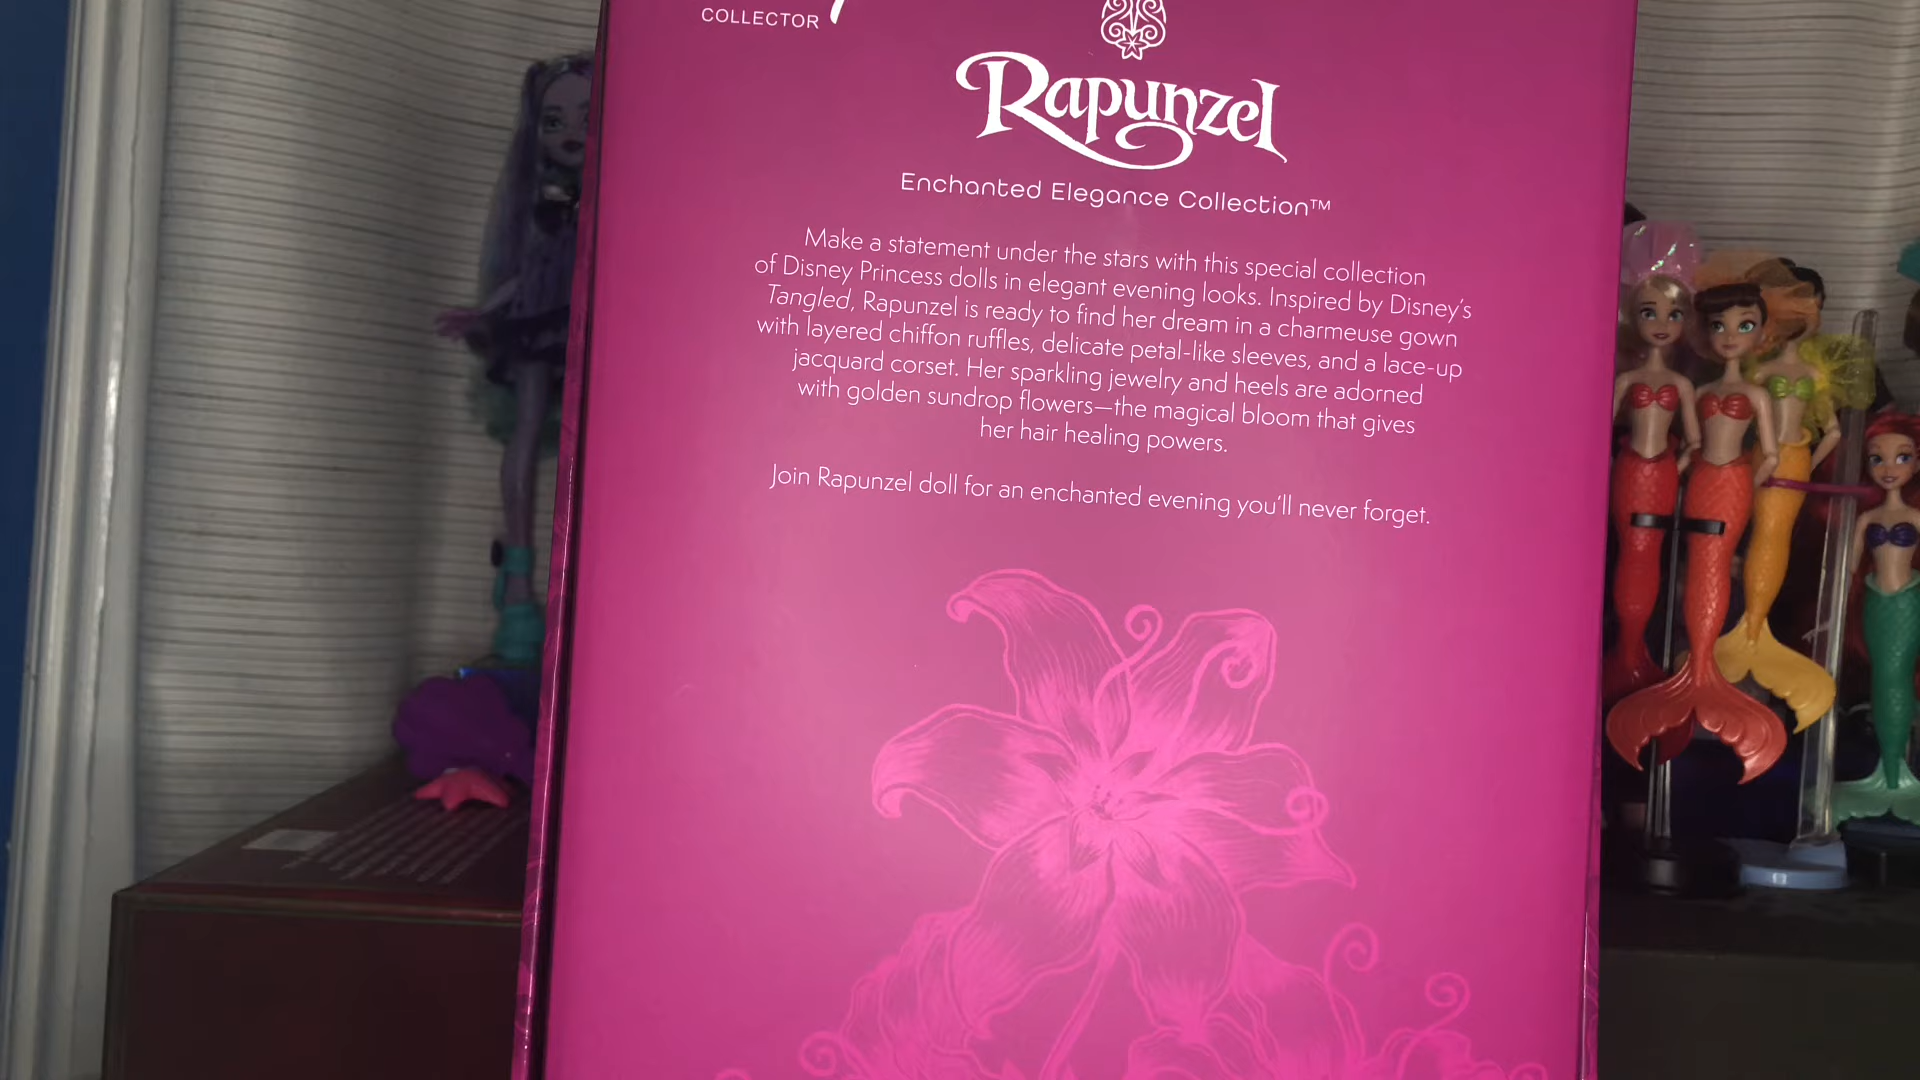 COLLECTOR
Rapunzel
Enchanted Elegance Collection™
Make a statement under the stars with this special collection
of Disney Princess dolls in elegant evening looks. Inspired by Disney's
Tangled, Rapunzel is ready to find her dream in a charmeuse gown
with layered chiffon ruffles, delicate petal-like sleeves, and a lace-up
jacquard corset. Her sparkling jewelry and heels are adorned
with golden sundrop flowers—the magical bloom that gives
her hair healing powers.
Join Rapunzel doll for an enchanted evening you'll never forget.